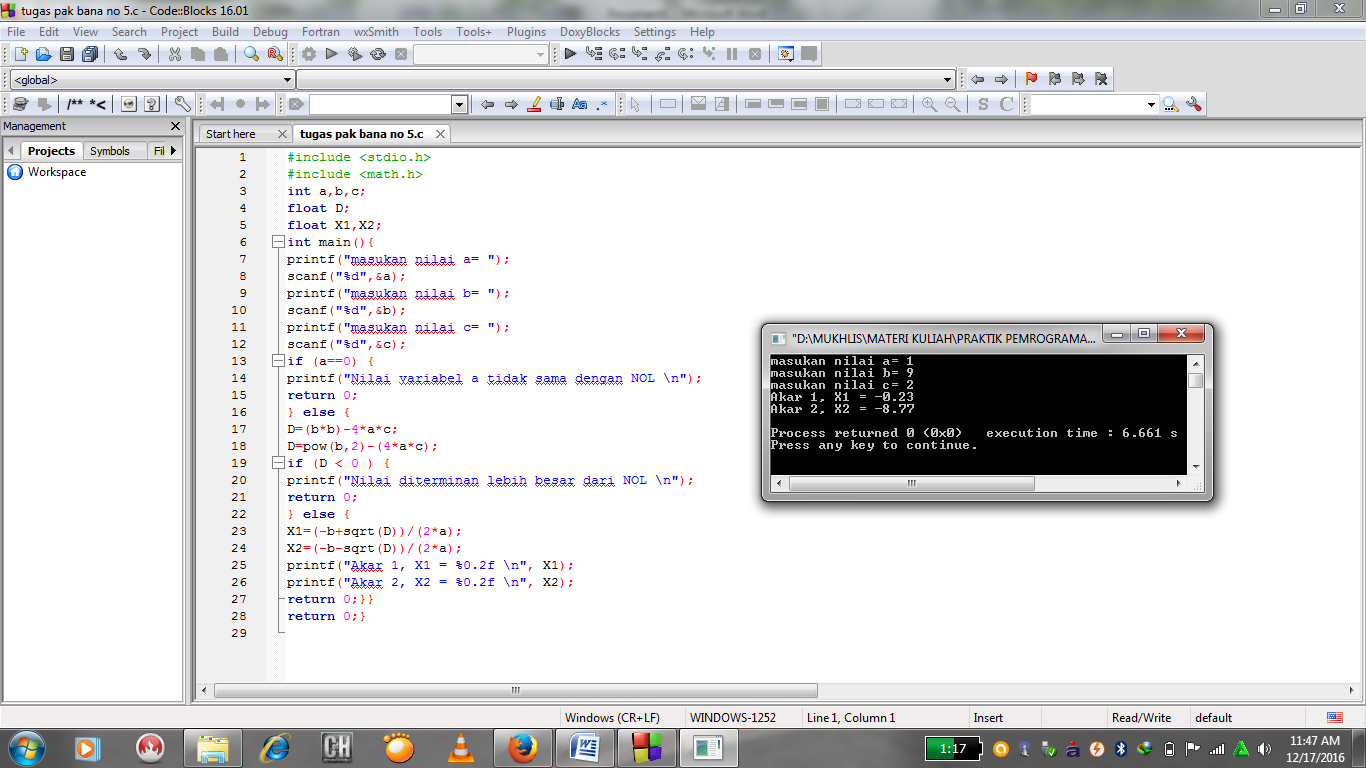 tugas pak bana no 5.c - Code::Blocks 16.01
File Edit View Search Project Build Debug Fortran wxSmith Tools Tools+ Plugins DoxyBlocks Settings Help
<global>
/** *<
Management
Projects Symbols Fil
Workspace
Start here tugas pak bana no 5.c
1 #include <stdio.h>
2 #include <math.h>
3 int a,b,c;
4 float D;
5 float X1,X2;
6 int main(){
7 printf("masukan nilai a= ");
8 scanf("%d",&a);
9 printf("masukan nilai b= ");
10 scanf("%d",&b);
11 printf("masukan nilai c= ");
12 scanf("%d",&c);
13 if (a==0) {
14 printf("Nilai variabel a tidak sama dengan NOL \n");
15 return 0;
16 } else {
17 D=(b*b)-4*a*c;
18 D=pow(b,2)-(4*a*c);
19 if (D < 0 ) {
20 printf("Nilai diterminan lebih besar dari NOL \n");
21 return 0;
22 } else {
23 X1=(-b+sqrt(D))/(2*a);
24 X2=(-b-sqrt(D))/(2*a);
25 printf("Akar 1, X1 = %0.2f \n", X1);
26 printf("Akar 2, X2 = %0.2f \n", X2);
27 return 0;}}
28 return 0;}
29
"D:\MUKHLIS\MATERI KULIAH\PRAKTIK PEMROGRAMA...
masukan nilai a= 1
masukan nilai b= 9
masukan nilai c= 2
Akar 1, X1 = -0.23
Akar 2, X2 = -8.77
Process returned 0 (0x0) execution time : 6.661 s
Press any key to continue.
Windows (CR+LF) WINDOWS-1252 Line 1, Column 1 Insert Read/Write default
1:17
11:47 AM
12/17/2016